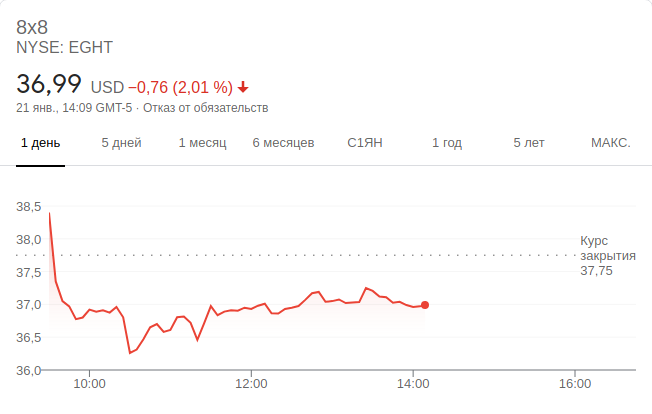 8x8
NYSE: EGHT
36,99 USD −0,76 (2,01 %)
21 янв., 14:09 GMT-5 · Отказ от обязательств
1 день 5 дней 1 месяц 6 месяцев С1ЯН 1 год 5 лет МАКС.
38,5
38,0
37,5
37,0
36,5
36,0
Курс
закрытия
37,75
10:00 12:00 14:00 16:00